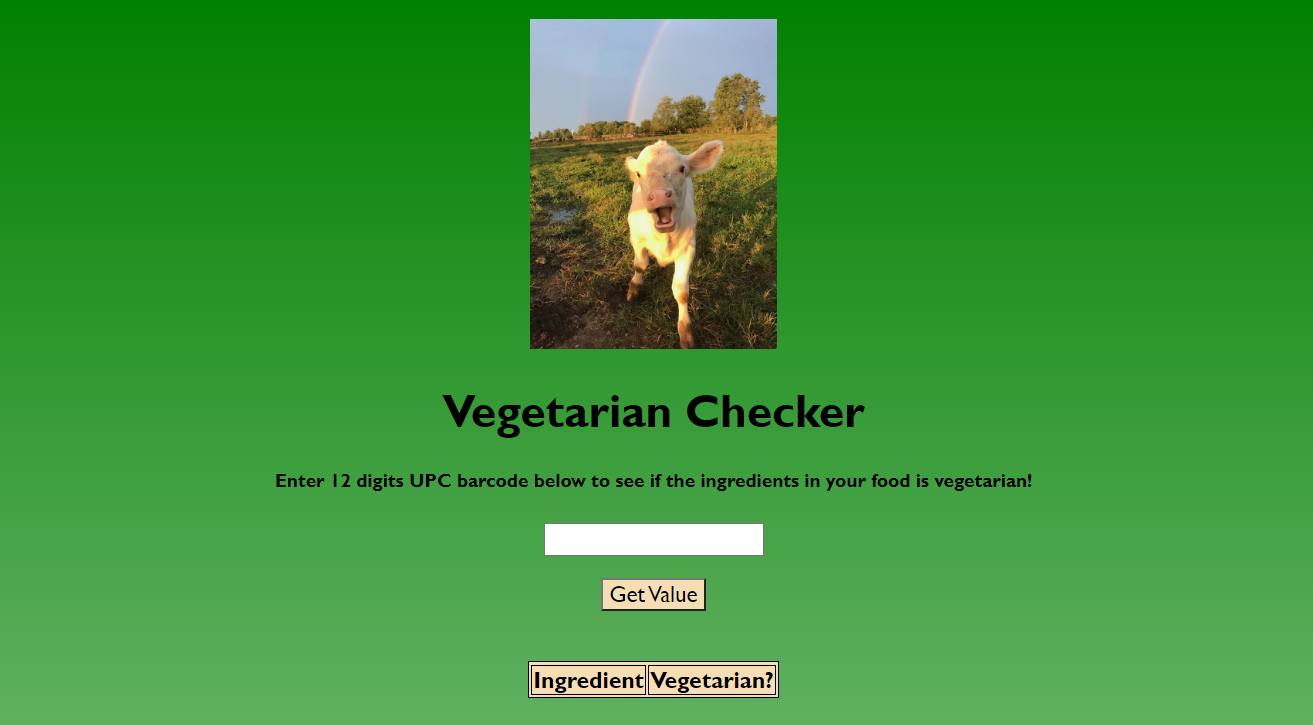 Vegetarian Checker
Enter 12 digits UPC barcode below to see if the ingredients in your food is vegetarian!
Get Value
Ingredient Vegetarian?